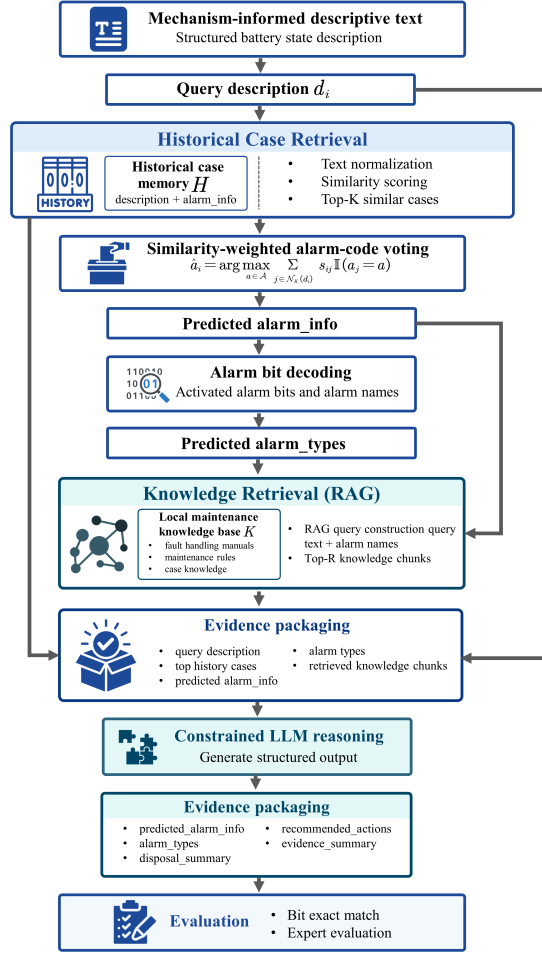 Mechanism-informed descriptive text
Structured battery state description
Query description d_i
Historical Case Retrieval
HISTORY
Historical case
memory H
description + alarm_info
• Text normalization
• Similarity scoring
• Top-K similar cases
Similarity-weighted alarm-code voting
â_i = arg max_{a∈𝒜} Σ_{j∈𝒩_K(d_i)} s_{ij} 𝕀(a_j = a)
Predicted alarm_info
Alarm bit decoding
Activated alarm bits and alarm names
Predicted alarm_types
Knowledge Retrieval (RAG)
Local maintenance
knowledge base K
• fault handling manuals
• maintenance rules
• case knowledge
• RAG query construction query
text + alarm names
• Top-R knowledge chunks
Evidence packaging
• query description
• top history cases
• predicted alarm_info
• alarm types
• retrieved knowledge chunks
Constrained LLM reasoning
Generate structured output
Evidence packaging
• predicted_alarm_info
• alarm_types
• disposal_summary
• recommended_actions
• evidence_summary
Evaluation
• Bit exact match
• Expert evaluation